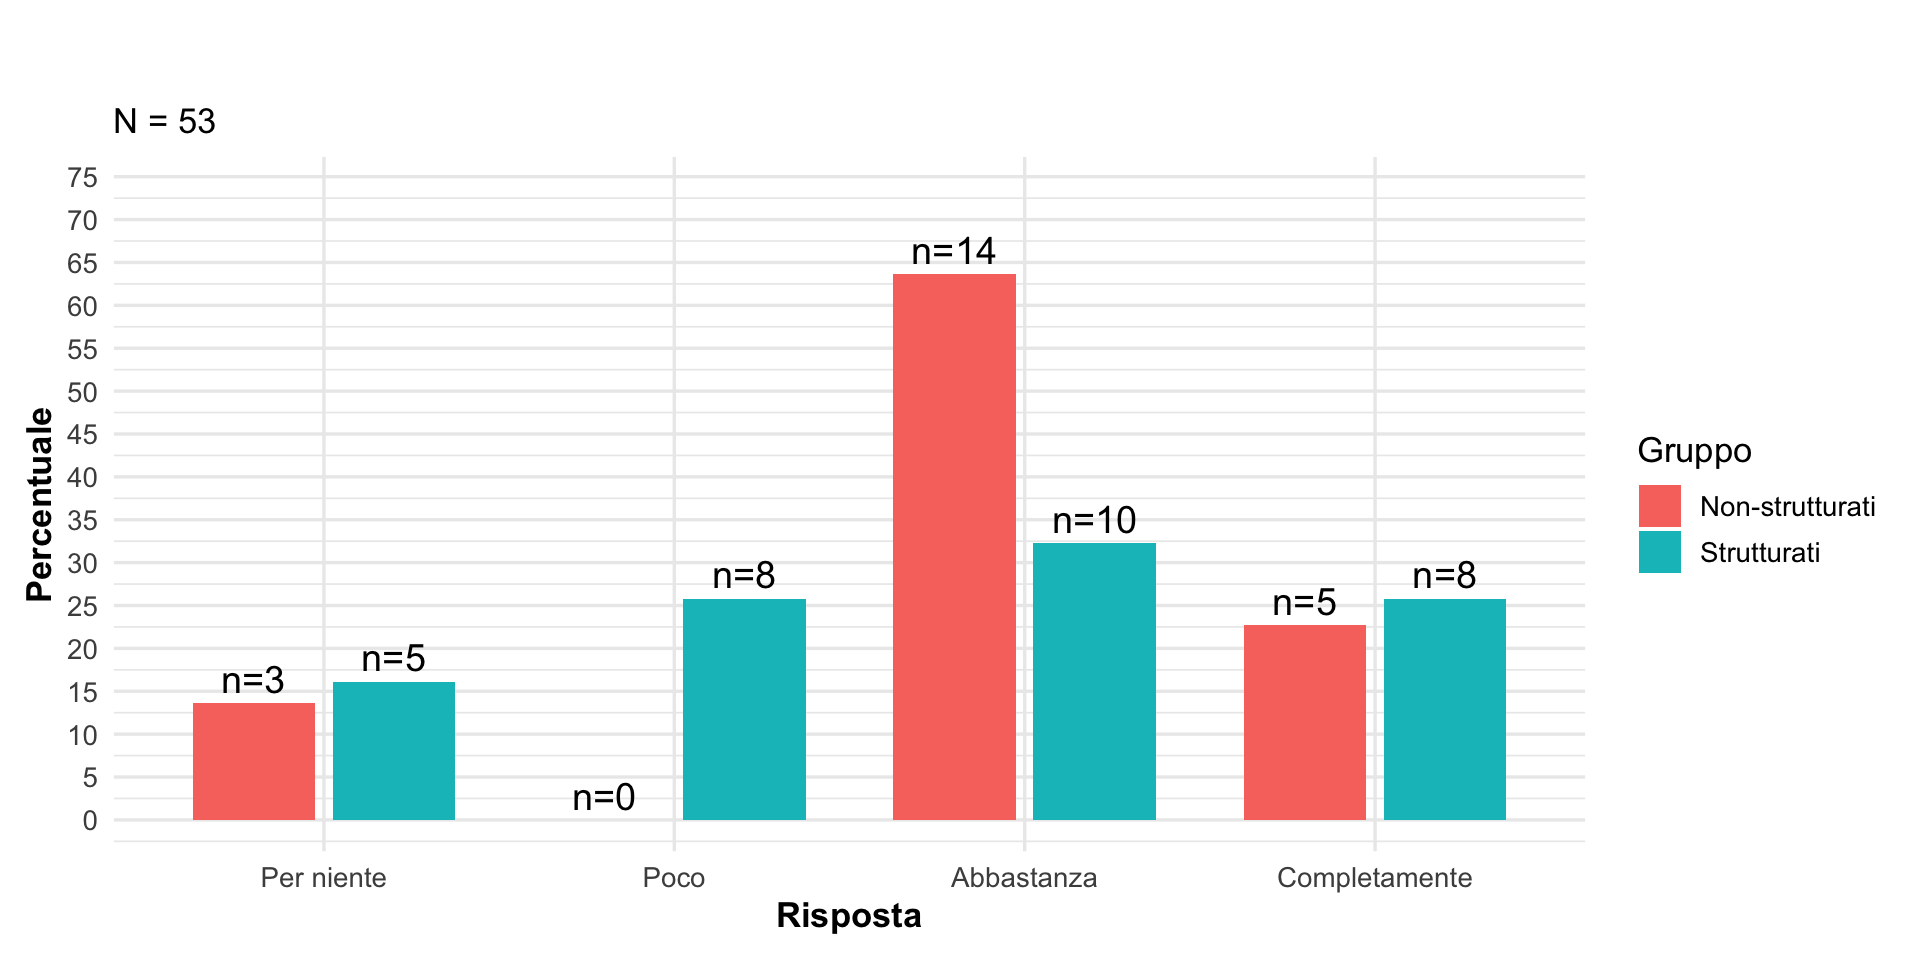 N = 53
75
70
65
60
55
50
45
40
35
30
25
20
15
10
5
0
Percentuale
n=3
n=5
n=0
n=8
n=14
n=10
n=5
n=8
Per niente
Poco
Abbastanza
Completamente
Risposta
Gruppo
Non-strutturati
Strutturati